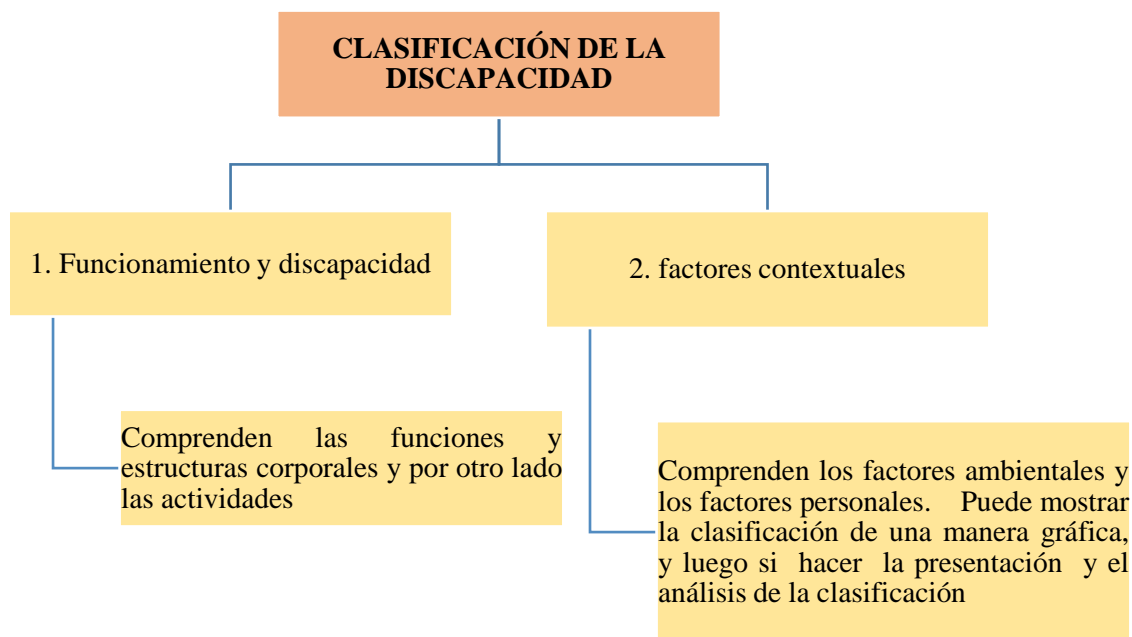 CLASIFICACIÓN DE LA
DISCAPACIDAD
1. Funcionamiento y discapacidad
2. factores contextuales
Comprenden las funciones y
estructuras corporales y por otro lado
las actividades
Comprenden los factores ambientales y
los factores personales. Puede mostrar
la clasificación de una manera gráfica,
y luego si hacer la presentación y el
análisis de la clasificación